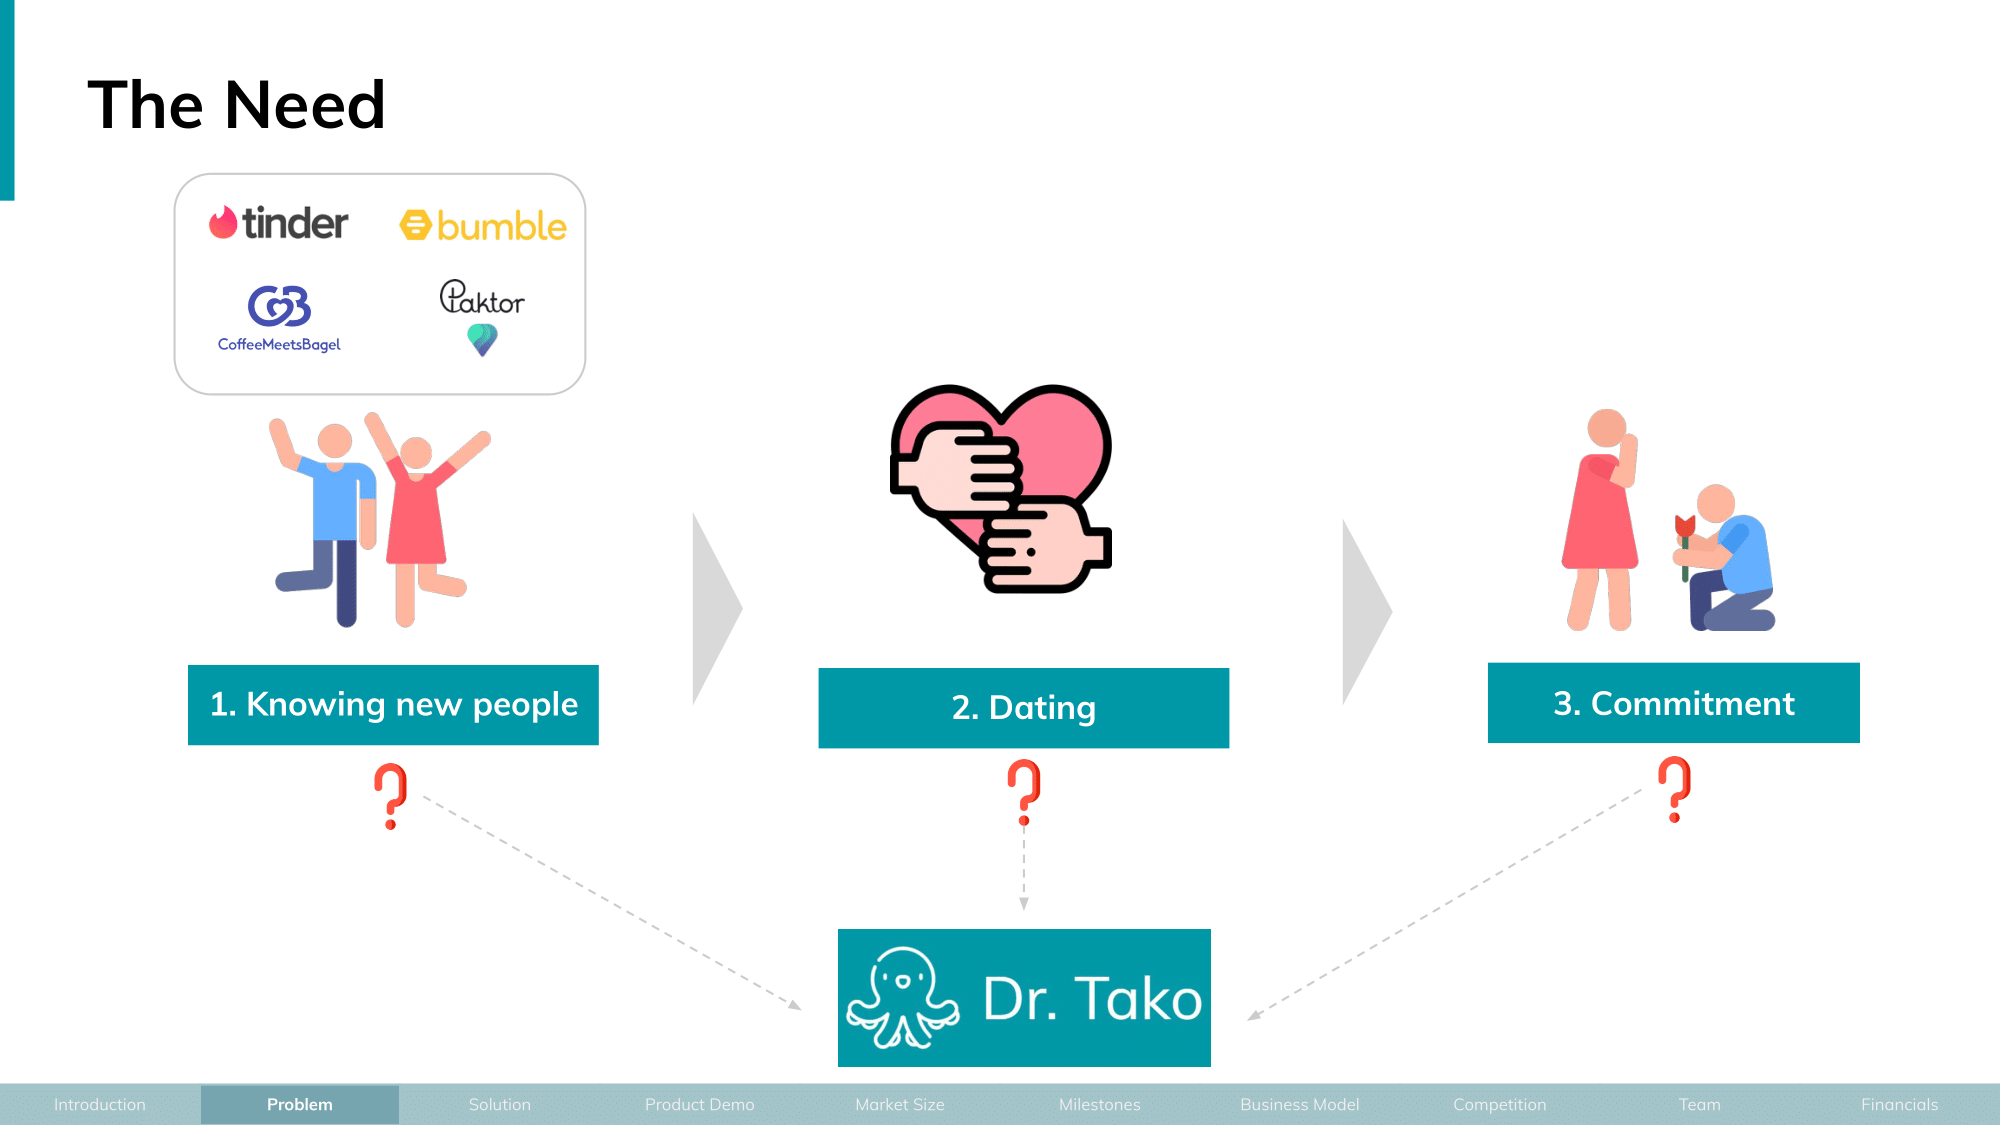 The Need
tinder
bumble
CMB
CoffeeMeetsBagel
Paktor
1. Knowing new people
2. Dating
3. Commitment
?
?
?
Dr. Tako
Introduction
Problem
Solution
Product Demo
Market Size
Milestones
Business Model
Competition
Team
Financials